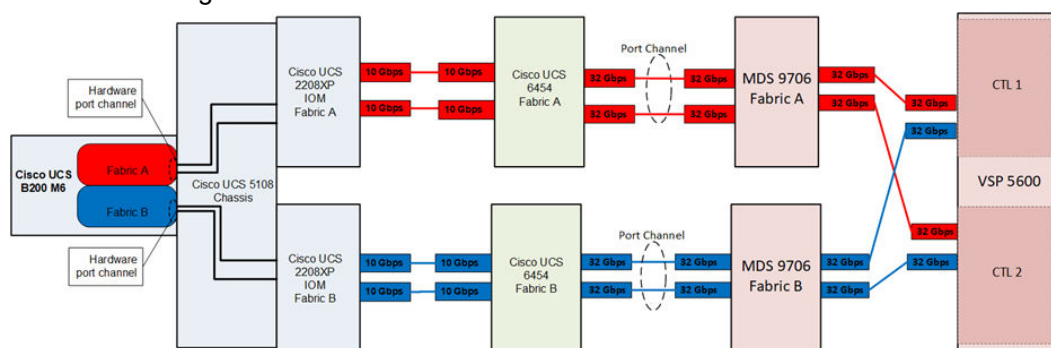 Hardware
port channel
Cisco UCS
B200 M6
Fabric A
Fabric B
Hardware
port channel
Cisco UCS 5108
Chassis
Cisco UCS
2208XP
IOM
Fabric A
10 Gbps
10 Gbps
10 Gbps
10 Gbps
Cisco UCS
6454
Fabric A
Port Channel
32 Gbps
32 Gbps
32 Gbps
32 Gbps
MDS 9706
Fabric A
32 Gbps
32 Gbps
32 Gbps
32 Gbps
CTL 1
VSP 5600
Cisco UCS
2208XP
IOM
Fabric B
10 Gbps
10 Gbps
10 Gbps
10 Gbps
Cisco UCS
6454
Fabric B
Port Channel
32 Gbps
32 Gbps
32 Gbps
32 Gbps
MDS 9706
Fabric B
32 Gbps
32 Gbps
32 Gbps
32 Gbps
CTL 2